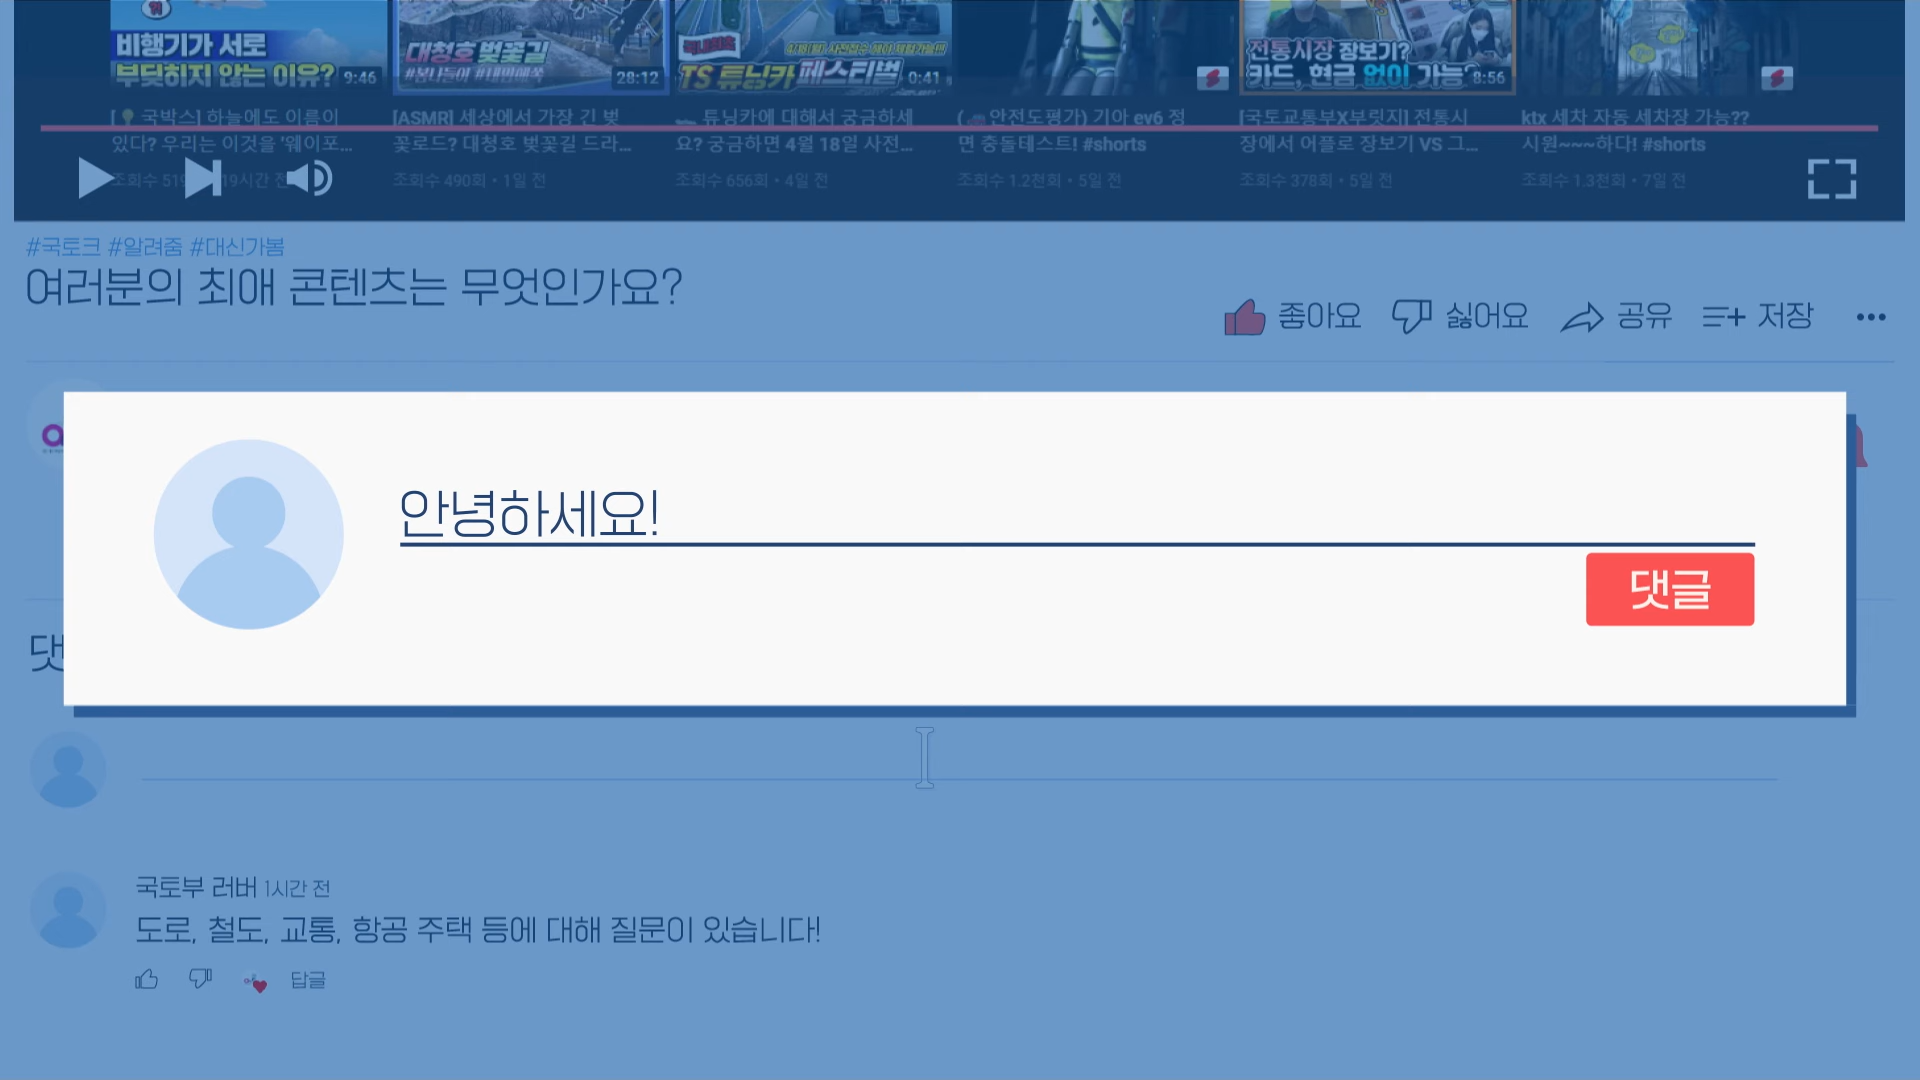 비행기가 서로
부딪히지 않는 이유?
9:46
대청호 벚꽃길
28:12
TS 튜닝카 페스티벌
0:41
전통시장 장보기?
카드, 현금 없이 가능?
8:56
[국박스] 하늘에도 이름이
있다? 우리는 이것을 '웨이포...
[ASMR] 세상에서 가장 긴 벚
꽃로드? 대청호 벚꽃길 드라...
조회수 490회 • 1일 전
튜닝카에 대해서 궁금하세
요? 궁금하면 4월 18일 사전...
조회수 656회 • 4일 전
(안전도평가) 기아 ev6 정
면 충돌테스트! #shorts
조회수 1.2천회 • 5일 전
[국토교통부X부릿지] 전통시
장에서 어플로 장보기 VS 그...
조회수 378회 • 5일 전
ktx 세차 자동 세차장 가능??
시원~~~하다! #shorts
조회수 1.3천회 • 7일 전
#국토크 #알려줌 #대신가봄
여러분의 최애 콘텐츠는 무엇인가요?
좋아요 싫어요 공유 저장
안녕하세요!
댓글
국토부 러버 1시간 전
도로, 철도, 교통, 항공 주택 등에 대해 질문이 있습니다!
답글